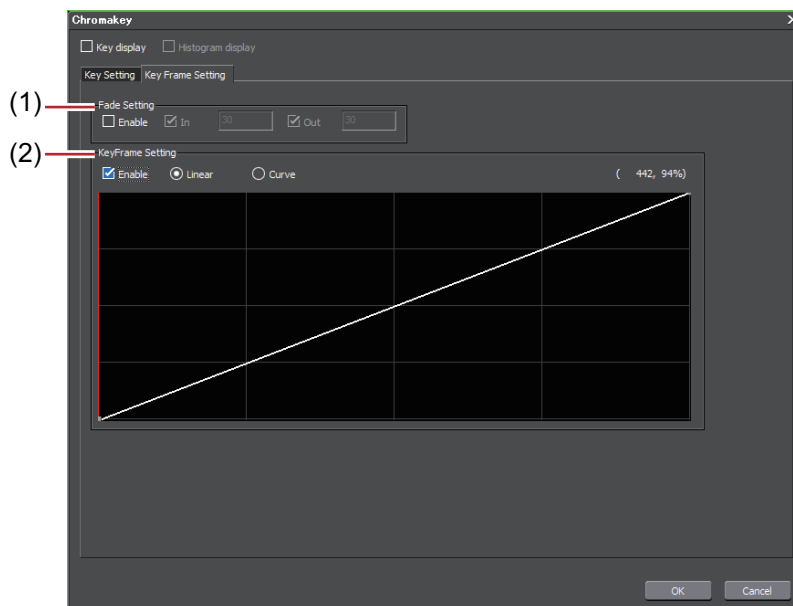 Chromakey
Key display Histogram display
Key Setting Key Frame Setting
(1)
Fade Setting
Enable In 30 Out 30
(2)
KeyFrame Setting
Enable Linear Curve ( 442, 94%)
OK Cancel